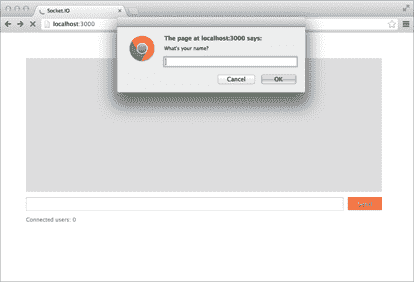 Socket.IO
localhost:3000
The page at localhost:3000 says:
What's your name?
Cancel
OK
Connected users: 0